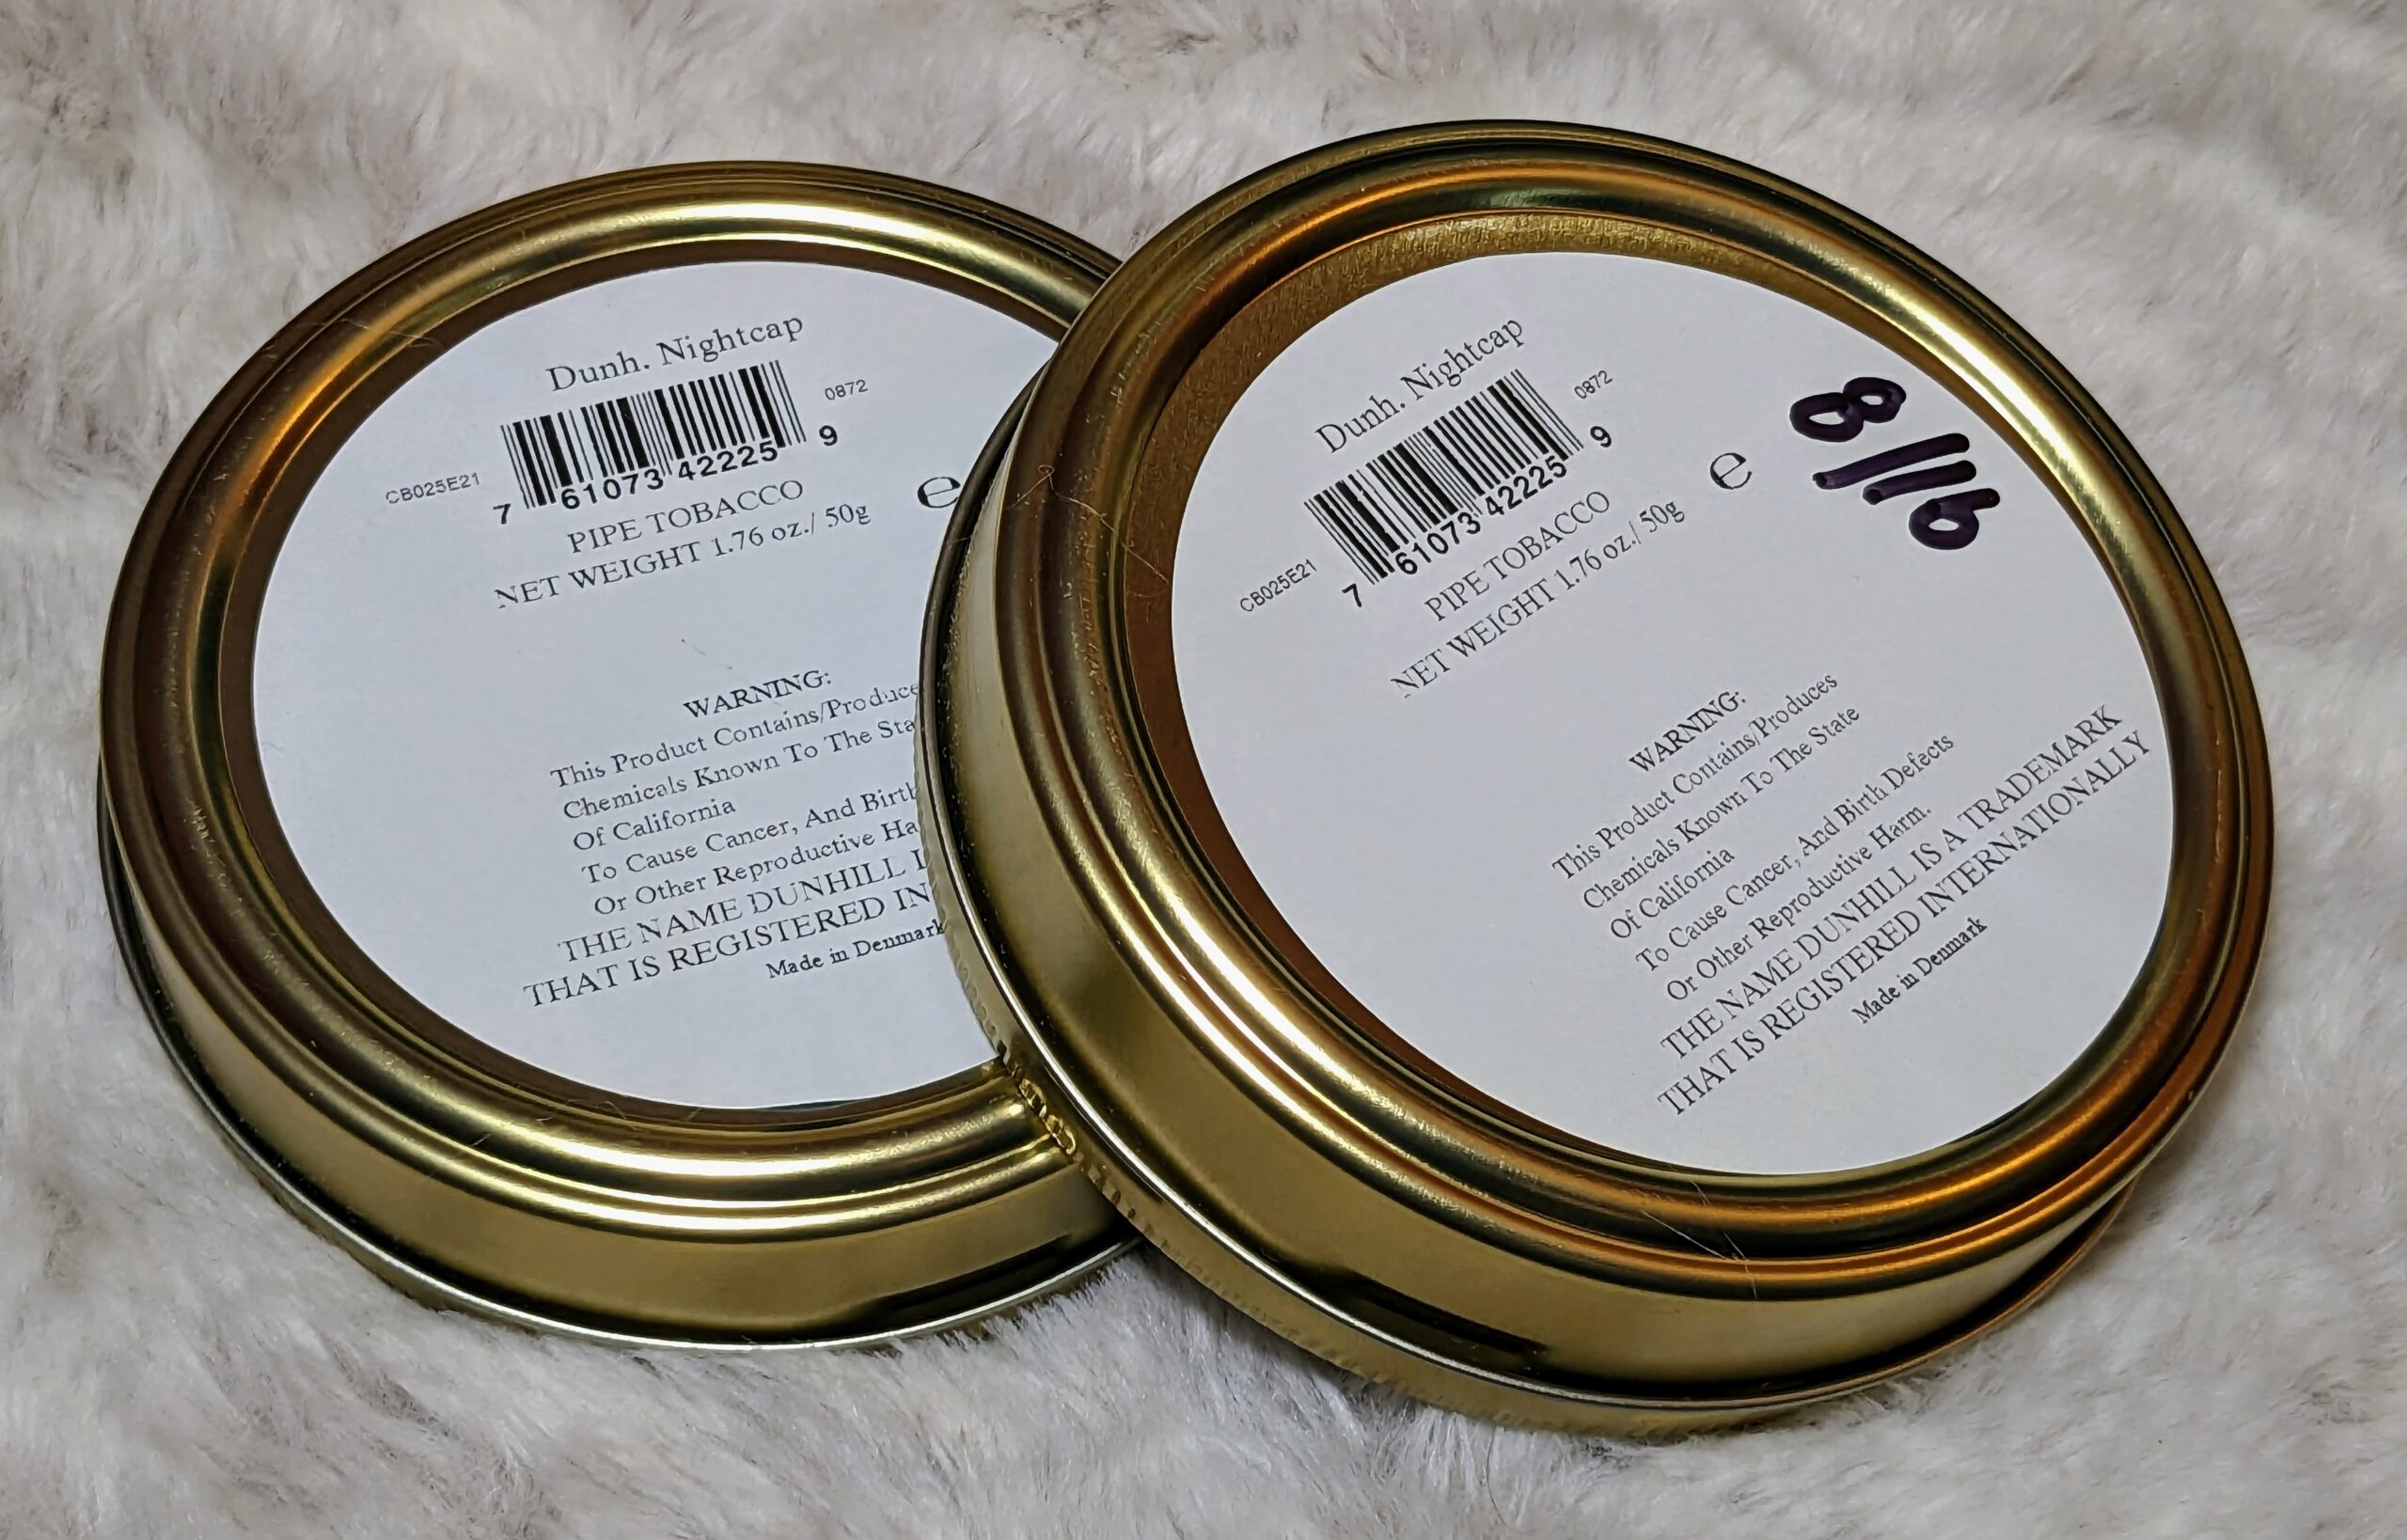 Dunh. Nightcap
0872
CB025E21
7 61073 42225 9
e
PIPE TOBACCO
NET WEIGHT 1.76 oz./ 50g
WARNING:
This Product Contains/Produce
Chemicals Known To The Sta
Of California
To Cause Cancer, And Birth
Or Other Reproductive Ha
THE NAME DUNHILL I
THAT IS REGISTERED IN
Made in Denmark
Dunh. Nightcap
0872
CB025E21
7 61073 42225 9
e
8/16
PIPE TOBACCO
NET WEIGHT 1.76 oz./ 50g
WARNING:
This Product Contains/Produces
Chemicals Known To The State
Of California
To Cause Cancer, And Birth Defects
Or Other Reproductive Harm.
THE NAME DUNHILL IS A TRADEMARK
THAT IS REGISTERED INTERNATIONALLY
Made in Denmark